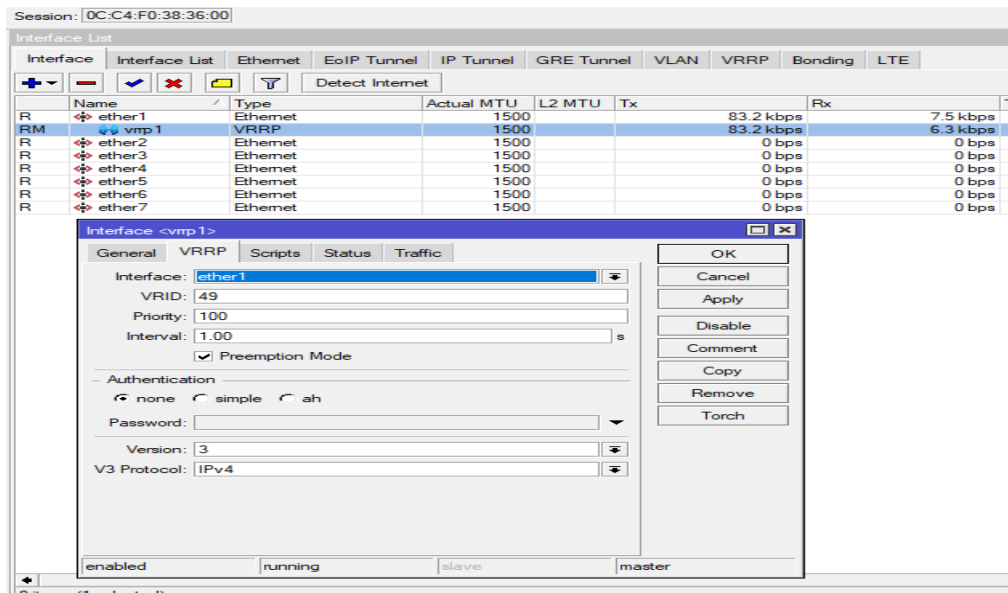 Session: 0C:C4:F0:38:36:00
Interface List
Interface Interface List Ethernet EoIP Tunnel IP Tunnel GRE Tunnel VLAN VRRP Bonding LTE
Detect Internet
Name Type Actual MTU L2 MTU Tx Rx
R ether1 Ethernet 1500 83.2 kbps 7.5 kbps
RM vrrp1 VRRP 1500 83.2 kbps 6.3 kbps
R ether2 Ethernet 1500 0 bps 0 bps
R ether3 Ethernet 1500 0 bps 0 bps
R ether4 Ethernet 1500 0 bps 0 bps
R ether5 Ethernet 1500 0 bps 0 bps
R ether6 Ethernet 1500 0 bps 0 bps
R ether7 Ethernet 1500 0 bps 0 bps
Interface <vrrp1>
General VRRP Scripts Status Traffic
Interface: ether1
VRID: 49
Priority: 100
Interval: 1.00 s
Preemption Mode
Authentication
none simple ah
Password:
Version: 3
V3 Protocol: IPv4
OK
Cancel
Apply
Disable
Comment
Copy
Remove
Torch
enabled running slave master